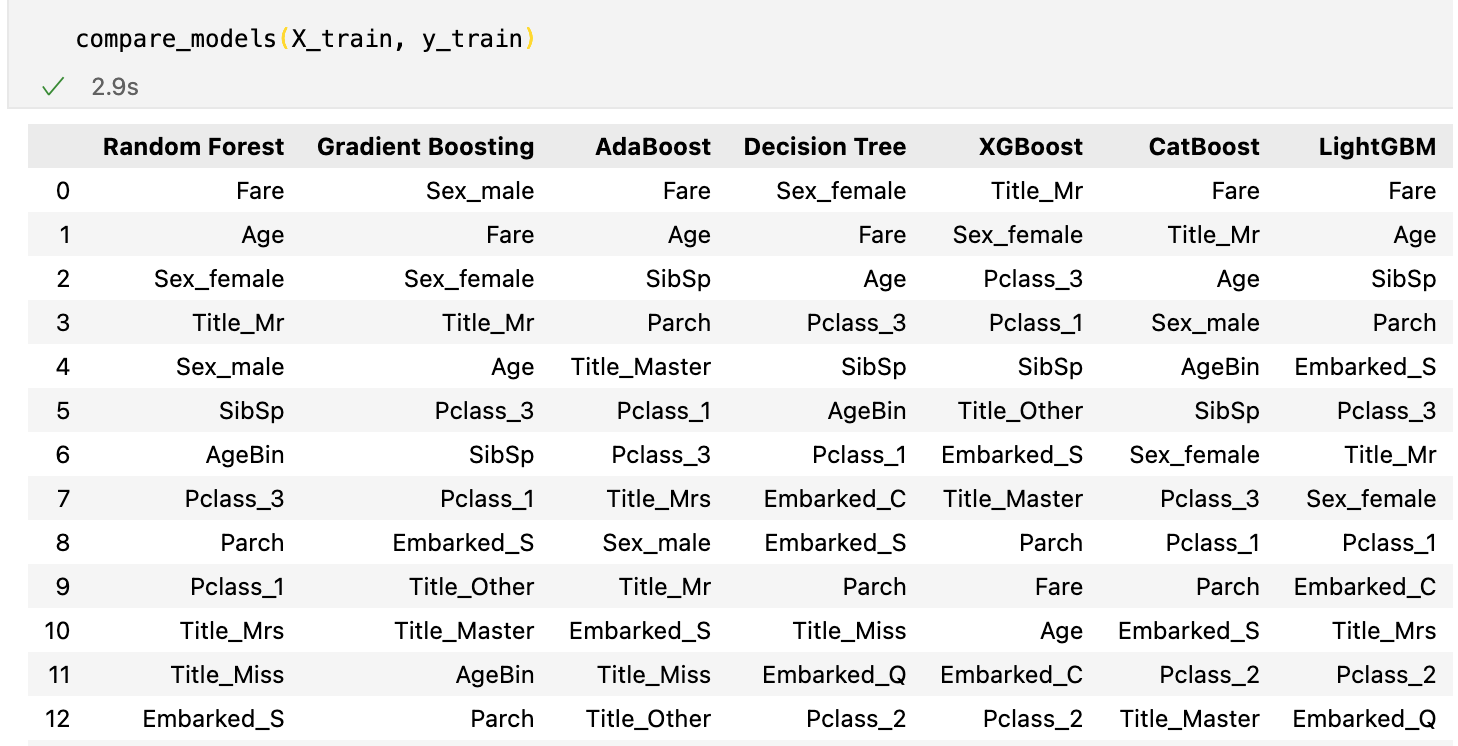 compare_models(X_train, y_train)
2.9s
Random Forest Gradient Boosting AdaBoost Decision Tree XGBoost CatBoost LightGBM
0 Fare Sex_male Fare Sex_female Title_Mr Fare Fare
1 Age Fare Age Fare Sex_female Title_Mr Age
2 Sex_female Sex_female SibSp Age Pclass_3 Age SibSp
3 Title_Mr Title_Mr Parch Pclass_3 Pclass_1 Sex_male Parch
4 Sex_male Age Title_Master SibSp SibSp AgeBin Embarked_S
5 SibSp Pclass_3 Pclass_1 AgeBin Title_Other SibSp Pclass_3
6 AgeBin SibSp Pclass_3 Pclass_1 Embarked_S Sex_female Title_Mr
7 Pclass_3 Pclass_1 Title_Mrs Embarked_C Title_Master Pclass_3 Sex_female
8 Parch Embarked_S Sex_male Embarked_S Parch Pclass_1 Pclass_1
9 Pclass_1 Title_Other Title_Mr Parch Fare Parch Embarked_C
10 Title_Mrs Title_Master Embarked_S Title_Miss Age Embarked_S Title_Mrs
11 Title_Miss AgeBin Title_Miss Embarked_Q Embarked_C Pclass_2 Pclass_2
12 Embarked_S Parch Title_Other Pclass_2 Pclass_2 Title_Master Embarked_Q